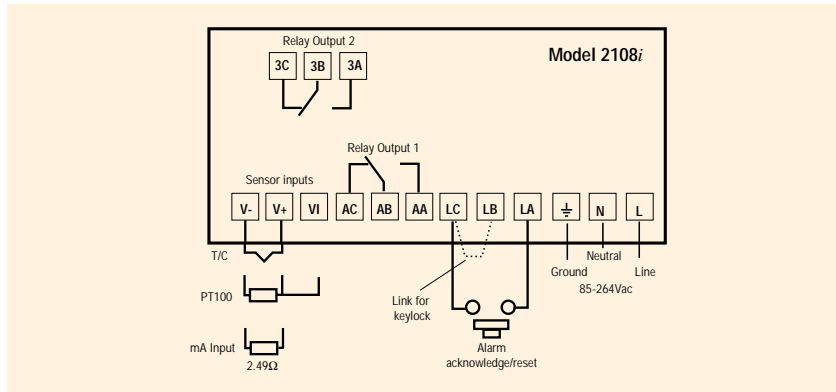 Relay Output 2
Model 2108i
3C 3B 3A
Relay Output 1
Sensor inputs
V- V+ VI AC AB AA LC LB LA N L
T/C
Neutral
Ground Line
85-264Vac
PT100
Link for
keylock
mA Input
2.49Ω
Alarm
acknowledge/reset